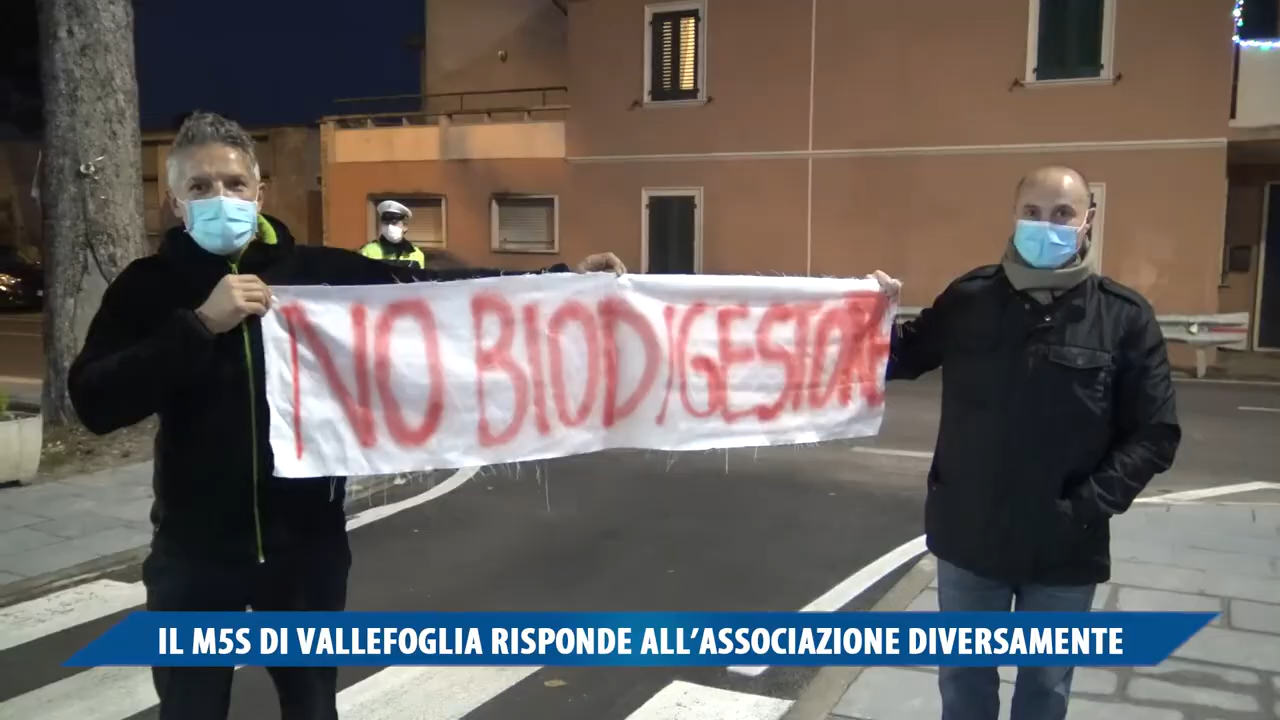 NO BIODIGESTORE
IL M5S DI VALLEFOGLIA RISPONDE ALL'ASSOCIAZIONE DIVERSAMENTE